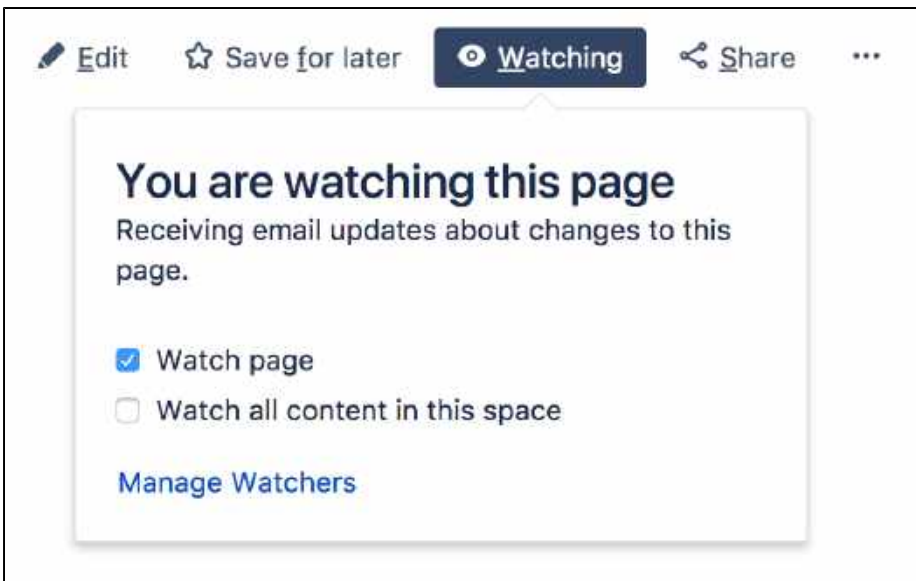 Edit Save for later Watching Share ...
You are watching this page
Receiving email updates about changes to this
page.
Watch page
Watch all content in this space
Manage Watchers